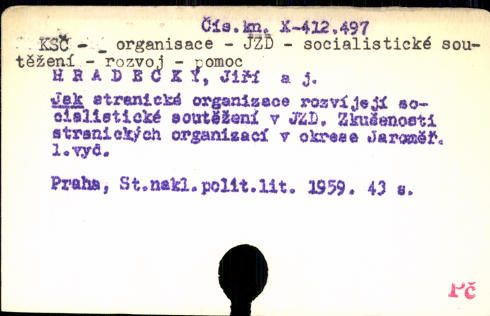 Čís.kn. X-412.497
KSČ - organisace - JZD - socialistické sou-
těžení - rozvoj - pomoc
HRADECKÝ, Jiří a j.
Jak stranické organizace rozvíjejí so-
cialistické soutěžení v JZD. Zkušenosti
stranických organizací v okrese Jaroměř.
1.vyč.
Praha, St.nakl.polit.lit. 1959. 43 s.
Pč